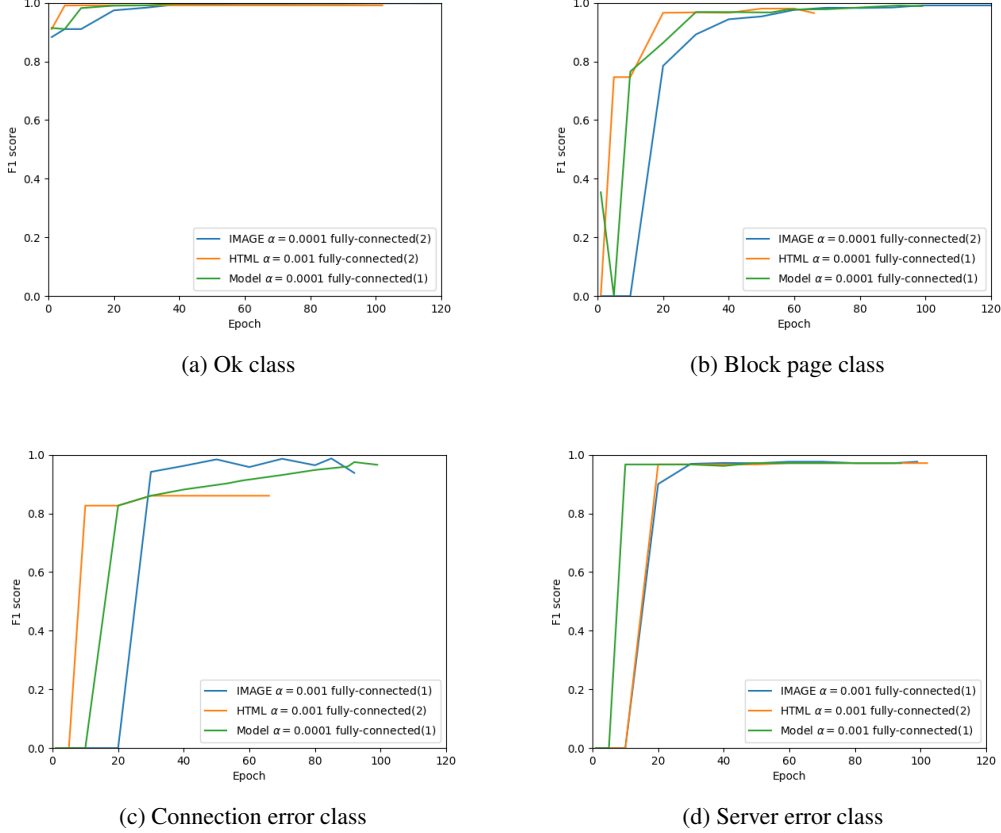 1.0
0.8
0.6
0.4
0.2
0.0
F1 score
IMAGE α = 0.0001 fully-connected(2)
HTML α = 0.001 fully-connected(2)
Model α = 0.0001 fully-connected(1)
0 20 40 60 80 100 120
Epoch
(a) Ok class
1.0
0.8
0.6
0.4
0.2
0.0
F1 score
IMAGE α = 0.0001 fully-connected(2)
HTML α = 0.001 fully-connected(1)
Model α = 0.0001 fully-connected(1)
0 20 40 60 80 100 120
Epoch
(b) Block page class
1.0
0.8
0.6
0.4
0.2
0.0
F1 score
IMAGE α = 0.001 fully-connected(1)
HTML α = 0.001 fully-connected(2)
Model α = 0.0001 fully-connected(1)
0 20 40 60 80 100 120
Epoch
(c) Connection error class
1.0
0.8
0.6
0.4
0.2
0.0
F1 score
IMAGE α = 0.001 fully-connected(1)
HTML α = 0.001 fully-connected(2)
Model α = 0.001 fully-connected(1)
0 20 40 60 80 100 120
Epoch
(d) Server error class